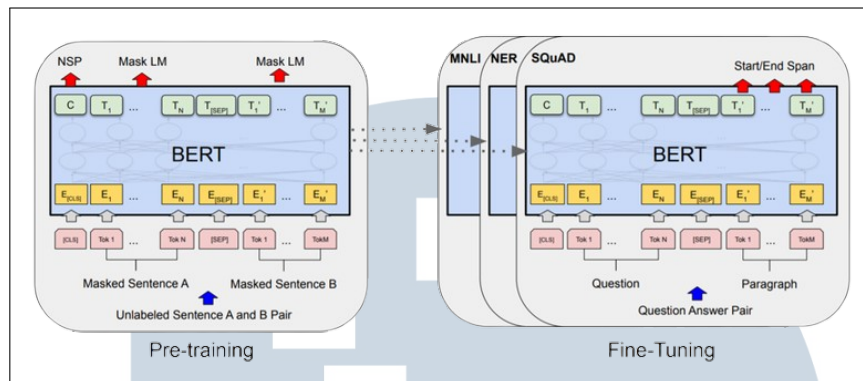 NSP Mask LM Mask LM
C T1 ... TN T[SEP] T1' ... TM'
BERT
E[CLS] E1 ... EN E[SEP] E1' ... EM'
[CLS] Tok 1 ... Tok N [SEP] Tok 1 ... TokM
Masked Sentence A Masked Sentence B
Unlabeled Sentence A and B Pair
Pre-training
MNLI NER SQuAD
Start/End Span
C T1 ... TN T[SEP] T1' ... TM'
BERT
E[CLS] E1 ... EN E[SEP] E1' ... EM'
[CLS] Tok 1 ... Tok N [SEP] Tok 1 ... TokM
Question Paragraph
Question Answer Pair
Fine-Tuning